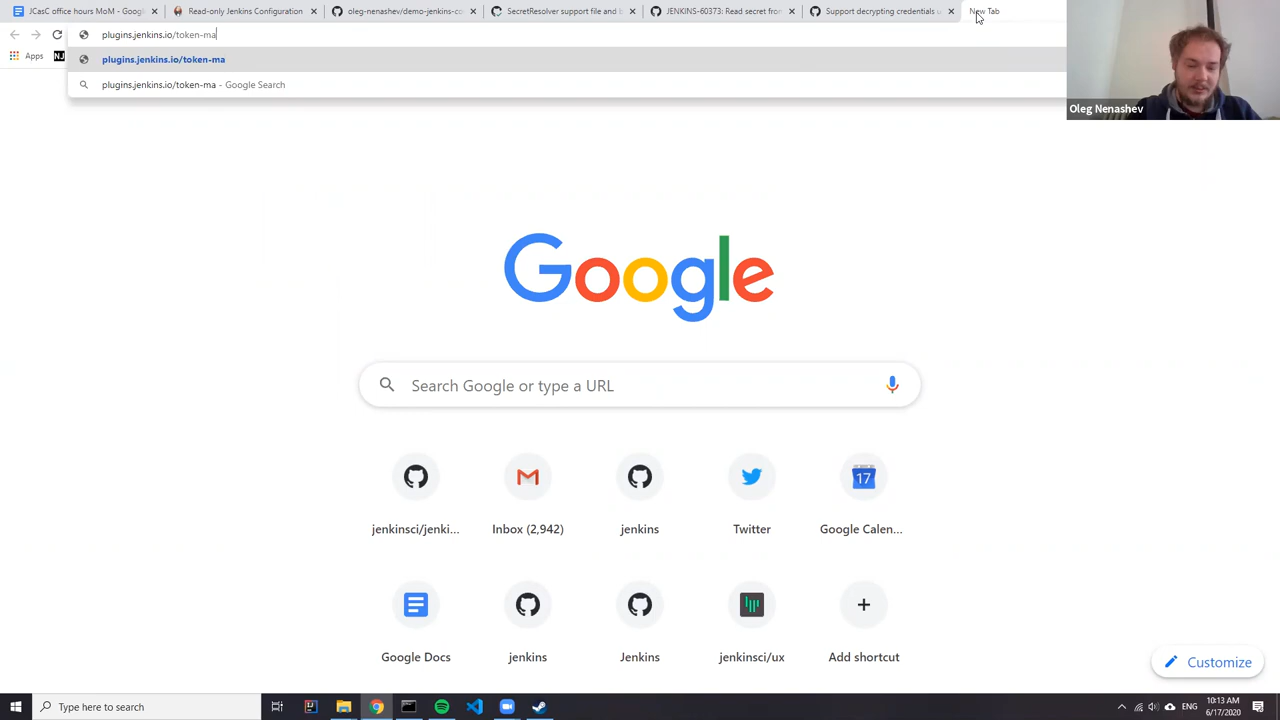 JCasC office hours MoM - Goog
Read-only Jenkins Configuration
oleg-nenashev/demo-jenkins-co
SecretResolver support file and b
JENKINS-60373: Read secret from
Support decrypting credentials u
New Tab
plugins.jenkins.io/token-ma
Apps
NJ
plugins.jenkins.io/token-ma
plugins.jenkins.io/token-ma - Google Search
Oleg Nenashev
Google
Search Google or type a URL
17
jenkinsci/jenki...
Inbox (2,942)
jenkins
Twitter
Google Calen...
Google Docs
jenkins
Jenkins
jenkinsci/ux
Add shortcut
Customize
Type here to search
ENG
10:13 AM
6/17/2020